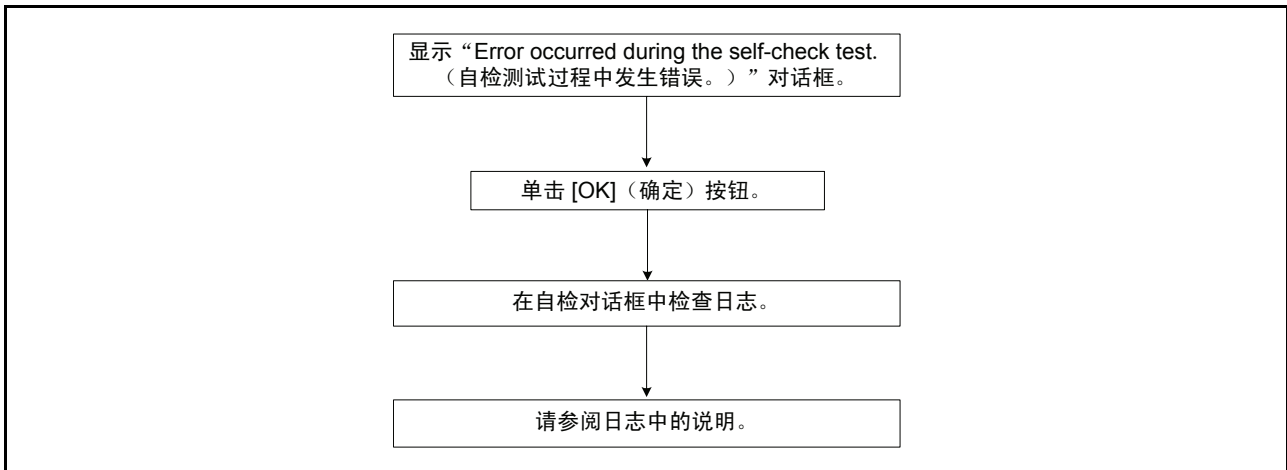 显示“Error occurred during the self-check test.
（自检测试过程中发生错误。）”对话框。
单击 [OK]（确定）按钮。
在自检对话框中检查日志。
请参阅日志中的说明。